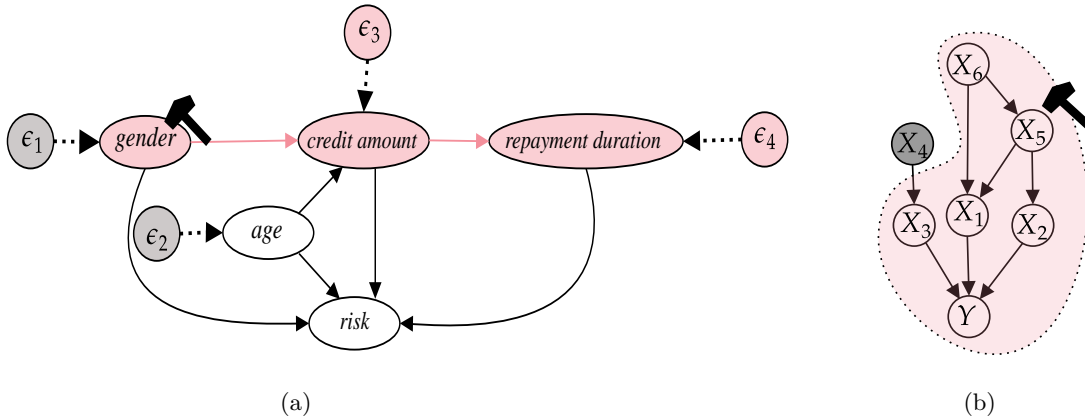 ϵ3
ϵ1
gender
credit amount
repayment duration
ϵ4
ϵ2
age
risk
(a)
X6
X5
X4
X3
X1
X2
Y
(b)